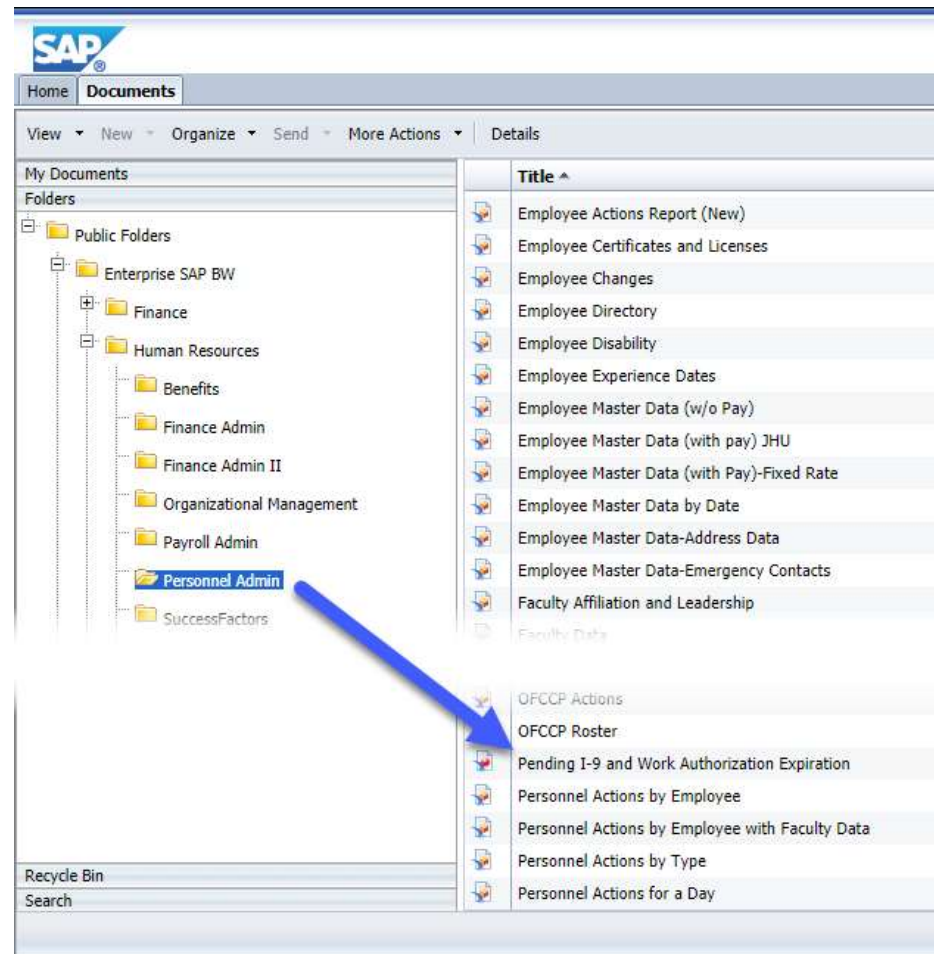 SAP®
Home Documents
View New Organize Send More Actions Details
My Documents
Folders
Public Folders
Enterprise SAP BW
Finance
Human Resources
Benefits
Finance Admin
Finance Admin II
Organizational Management
Payroll Admin
Personnel Admin
SuccessFactors
Recycle Bin
Search
Title
Employee Actions Report (New)
Employee Certificates and Licenses
Employee Changes
Employee Directory
Employee Disability
Employee Experience Dates
Employee Master Data (w/o Pay)
Employee Master Data (with pay) JHU
Employee Master Data (with Pay)-Fixed Rate
Employee Master Data by Date
Employee Master Data-Address Data
Employee Master Data-Emergency Contacts
Faculty Affiliation and Leadership
Faculty Data
OFCCP Actions
OFCCP Roster
Pending I-9 and Work Authorization Expiration
Personnel Actions by Employee
Personnel Actions by Employee with Faculty Data
Personnel Actions by Type
Personnel Actions for a Day